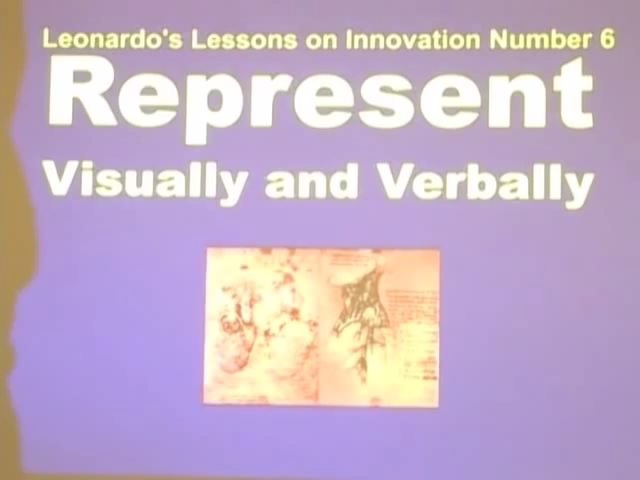 Leonardo's Lessons on Innovation Number 6
Represent
Visually and Verbally